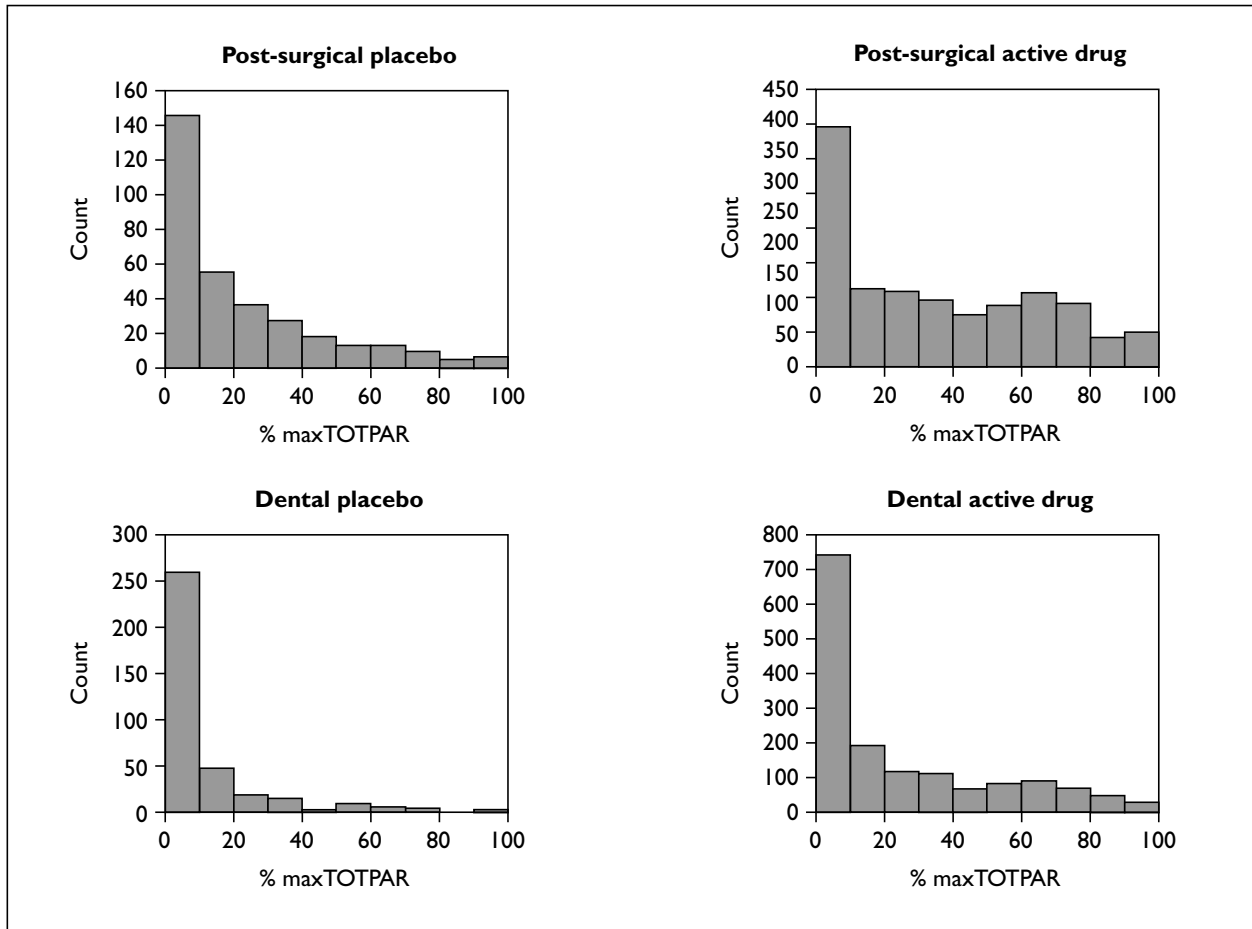 Post-surgical placebo
160
140
120
100
80
60
40
20
0
Count
0 20 40 60 80 100
% maxTOTPAR
Post-surgical active drug
450
400
350
300
250
200
150
100
50
0
Count
0 20 40 60 80 100
% maxTOTPAR
Dental placebo
300
250
200
150
100
50
0
Count
0 20 40 60 80 100
% maxTOTPAR
Dental active drug
800
700
600
500
400
300
200
100
0
Count
0 20 40 60 80 100
% maxTOTPAR